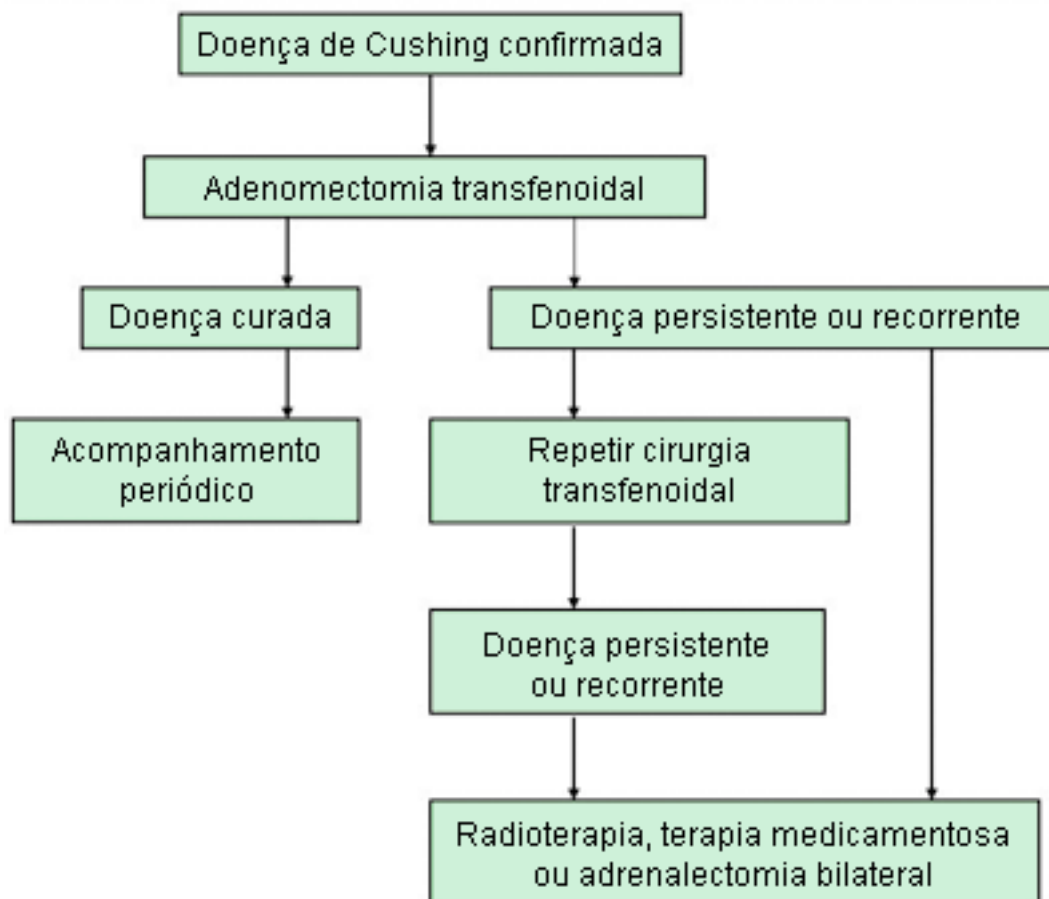 Doença de Cushing confirmada
Adenomectomia transfenoidal
Doença curada
Doença persistente ou recorrente
Acompanhamento
periódico
Repetir cirurgia
transfenoidal
Doença persistente
ou recorrente
Radioterapia, terapia medicamentosa
ou adrenalectomia bilateral